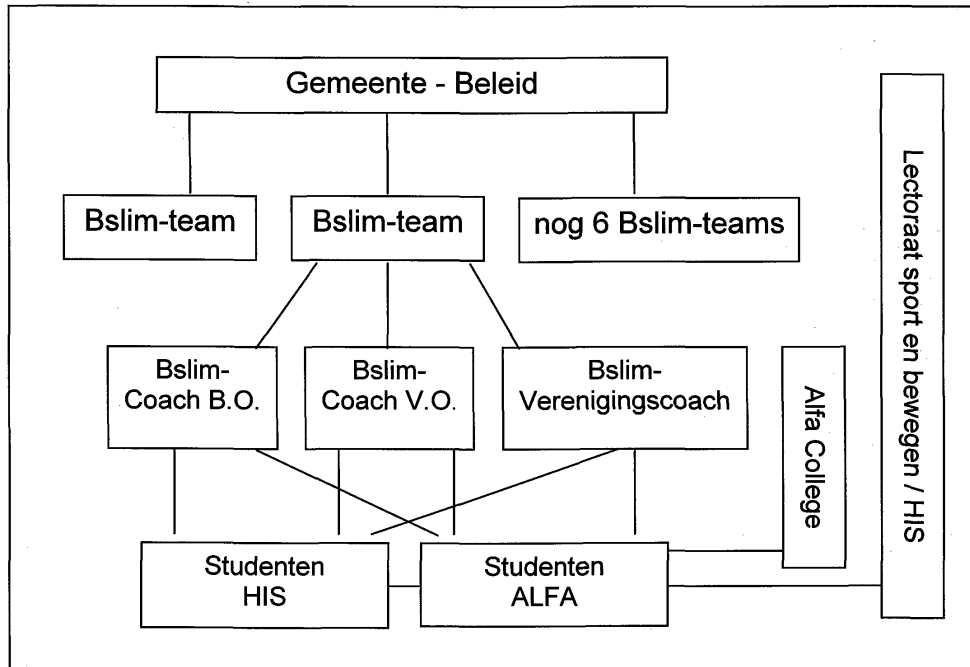 Gemeente - Beleid
Bslim-team
Bslim-team
nog 6 Bslim-teams
Bslim-
Coach B.O.
Bslim-
Coach V.O.
Bslim-
Verenigingscoach
Alfa College
Lectoraat sport en bewegen / HIS
Studenten
HIS
Studenten
ALFA